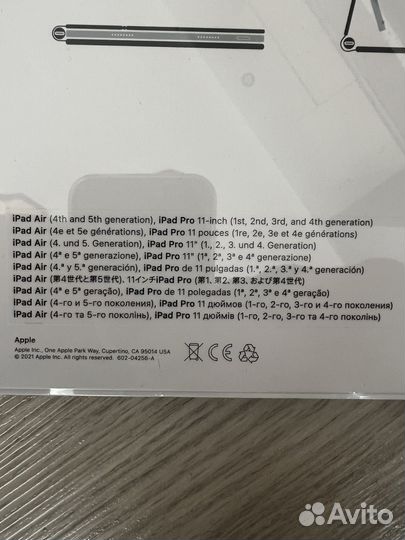 iPad Air (4th and 5th generation), iPad Pro 11-inch (1st, 2nd, 3rd, and 4th generation)
iPad Air (4e et 5e générations), iPad Pro 11 pouces (1re, 2e, 3e et 4e générations)
iPad Air (4. und 5. Generation), iPad Pro 11" (1., 2., 3. und 4. Generation)
iPad Air (4ª e 5ª generazione), iPad Pro 11" (1ª, 2ª, 3ª e 4ª generazione)
iPad Air (4.ª y 5.ª generación), iPad Pro de 11 pulgadas (1.ª, 2.ª, 3.ª y 4.ª generación)
iPad Air (第4世代と第5世代), 11インチiPad Pro (第1、第2、第3、および第4世代)
iPad Air (4ª e 5ª geração), iPad Pro de 11 polegadas (1ª, 2ª, 3ª e 4ª geração)
iPad Air (4-го и 5-го поколения), iPad Pro 11 дюймов (1-го, 2-го, 3-го и 4-го поколения)
iPad Air (4-го та 5-го поколінь), iPad Pro 11 дюймів (1-го, 2-го, 3-го та 4-го поколінь)
Apple
Apple Inc., One Apple Park Way, Cupertino, CA 95014 USA
© 2021 Apple Inc. All rights reserved. 602-04256-A
CE
Avito